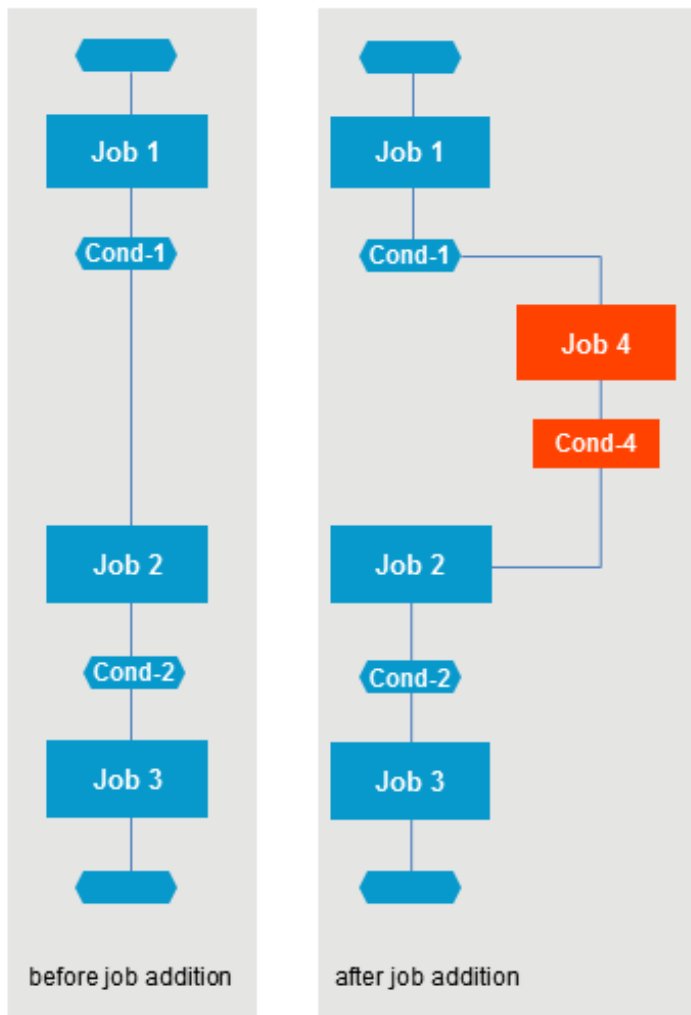 Job 1
Cond-1
Job 2
Cond-2
Job 3
before job addition
Job 1
Cond-1
Job 4
Cond-4
Job 2
Cond-2
Job 3
after job addition